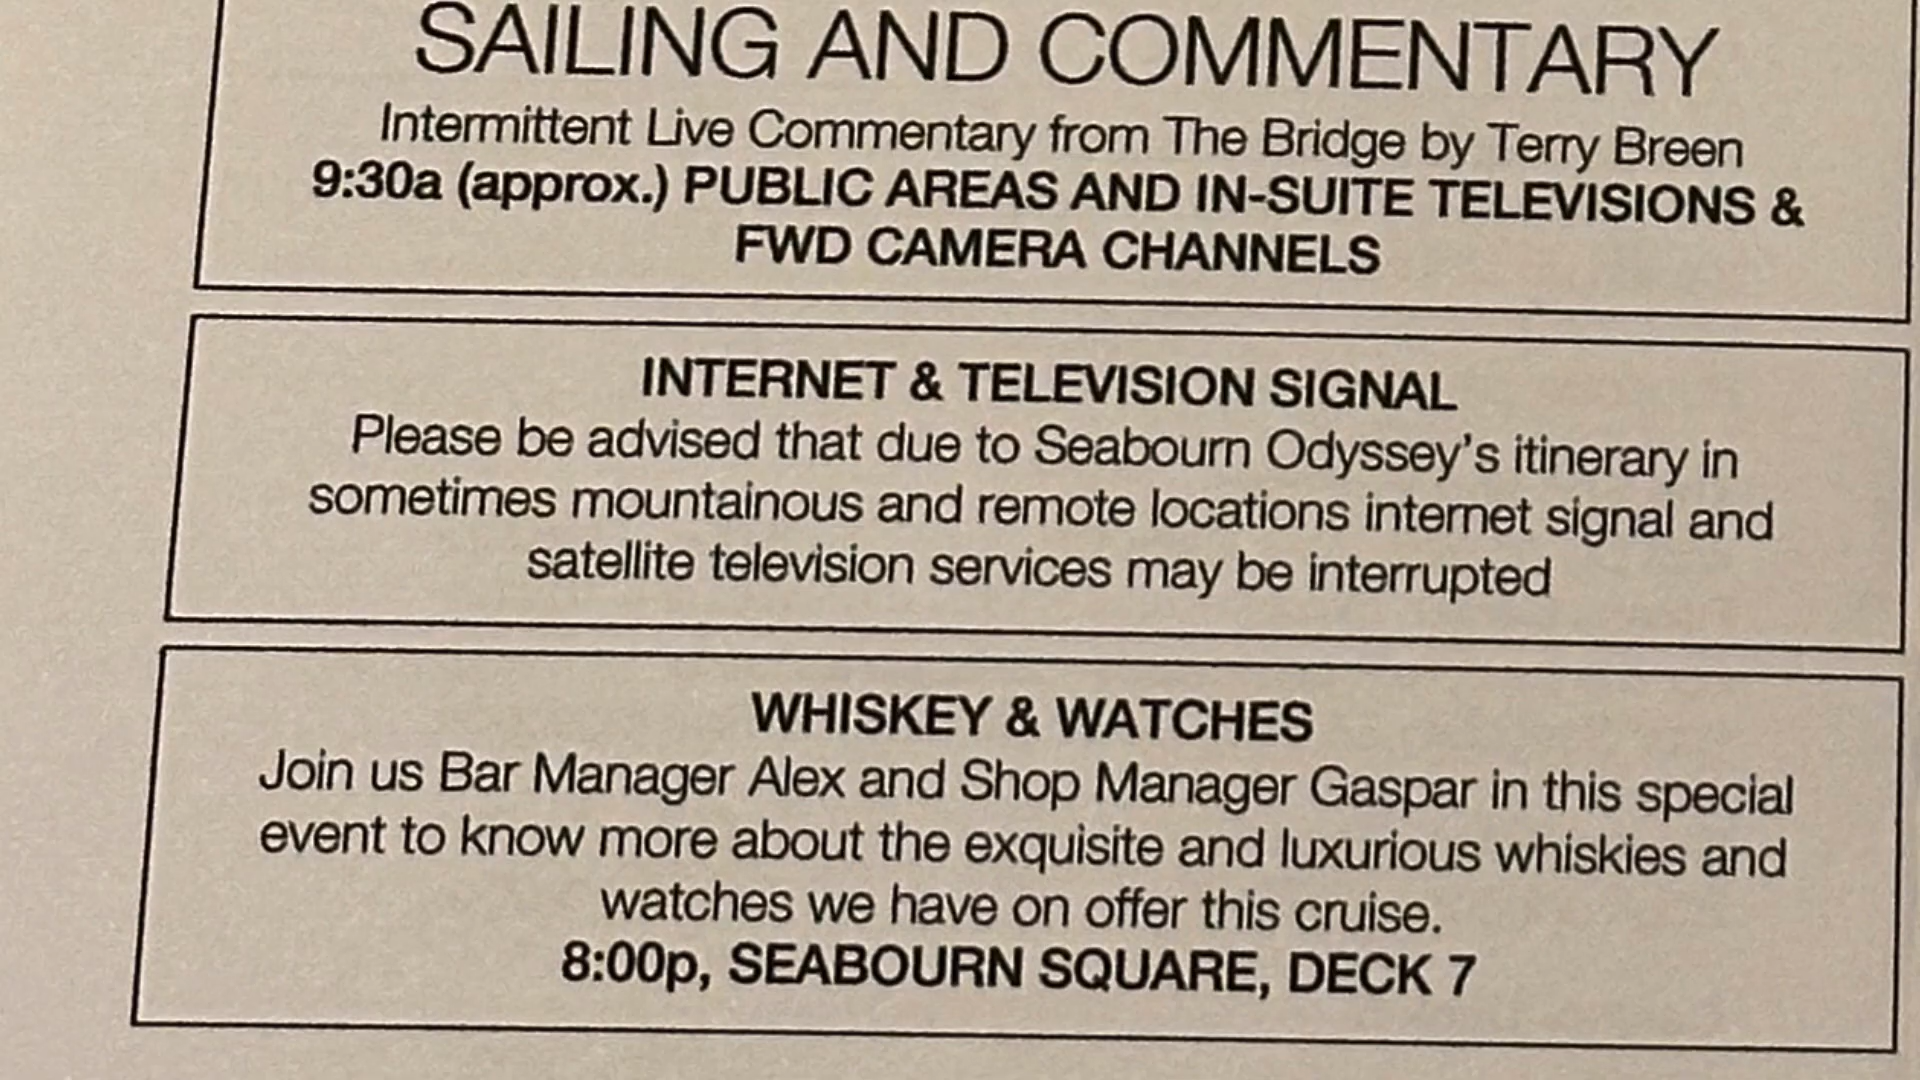 SAILING AND COMMENTARY
Intermittent Live Commentary from The Bridge by Terry Breen
9:30a (approx.) PUBLIC AREAS AND IN-SUITE TELEVISIONS &
FWD CAMERA CHANNELS
INTERNET & TELEVISION SIGNAL
Please be advised that due to Seabourn Odyssey's itinerary in
sometimes mountainous and remote locations internet signal and
satellite television services may be interrupted
WHISKEY & WATCHES
Join us Bar Manager Alex and Shop Manager Gaspar in this special
event to know more about the exquisite and luxurious whiskies and
watches we have on offer this cruise.
8:00p, SEABOURN SQUARE, DECK 7